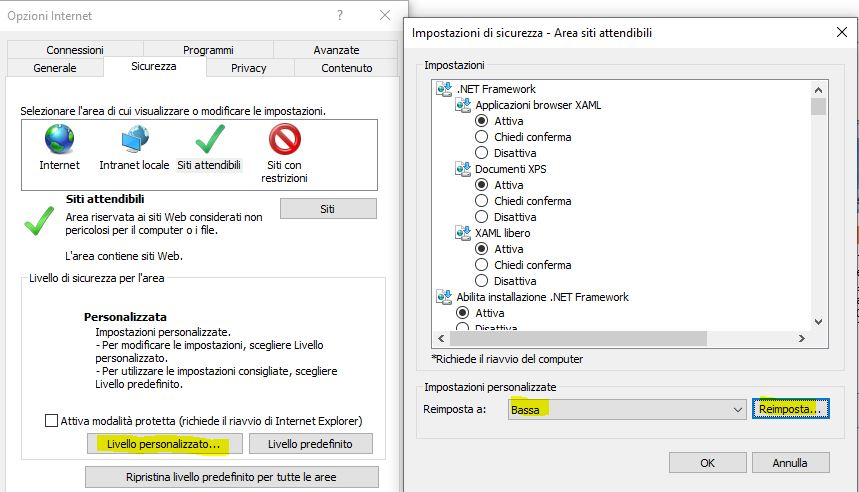 Opzioni Internet
?
Connessioni
Programmi
Avanzate
Generale
Sicurezza
Privacy
Contenuto
Selezionare l'area di cui visualizzare o modificare le impostazioni.
Internet
Intranet locale
Siti attendibili
Siti con
restrizioni
Siti attendibili
Area riservata ai siti Web considerati non
pericolosi per il computer o i file.
L'area contiene siti Web.
Siti
Livello di sicurezza per l'area
Personalizzata
Impostazioni personalizzate.
- Per modificare le impostazioni, scegliere Livello
personalizzato.
- Per utilizzare le impostazioni consigliate, scegliere
Livello predefinito.
Attiva modalità protetta (richiede il riavvio di Internet Explorer)
Livello personalizzato...
Livello predefinito
Ripristina livello predefinito per tutte le aree
Impostazioni di sicurezza - Area siti attendibili
Impostazioni
.NET Framework
Applicazioni browser XAML
Attiva
Chiedi conferma
Disattiva
Documenti XPS
Attiva
Chiedi conferma
Disattiva
XAML libero
Attiva
Chiedi conferma
Disattiva
Abilita installazione .NET Framework
Attiva
Disattiva
*Richiede il riavvio del computer
Impostazioni personalizzate
Reimposta a:
Bassa
Reimposta...
OK
Annulla